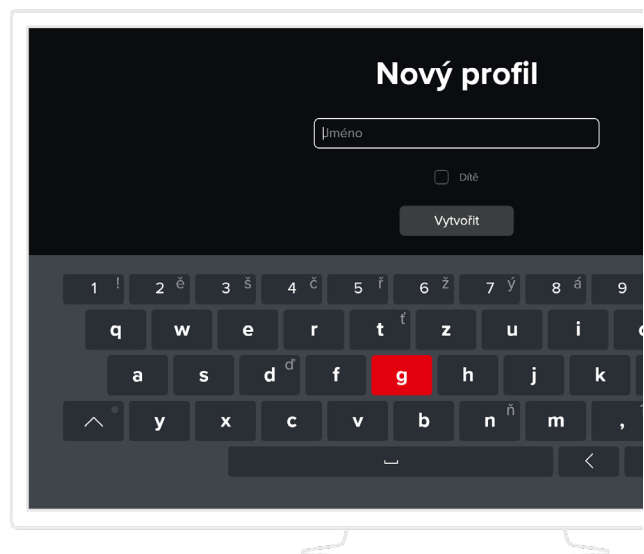 Nový profil
Jméno
Dítě
Vytvořit
1 ! 2 ě 3 š 4 č 5 ř 6 ž 7 ý 8 á 9
q w e r t ť z u i
a s d ď f g h j k
y x c v b n ň m ,